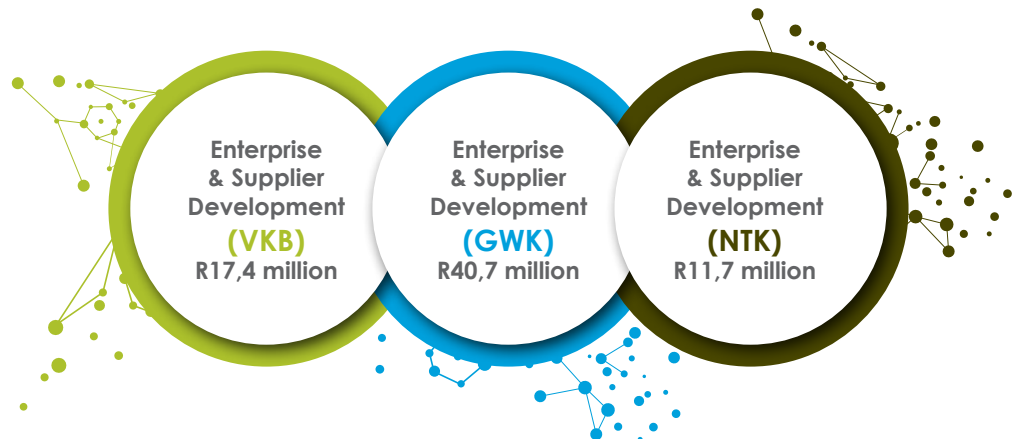 Enterprise
& Supplier
Development
(VKB)
R17,4 million
Enterprise
& Supplier
Development
(GWK)
R40,7 million
Enterprise
& Supplier
Development
(NTK)
R11,7 million